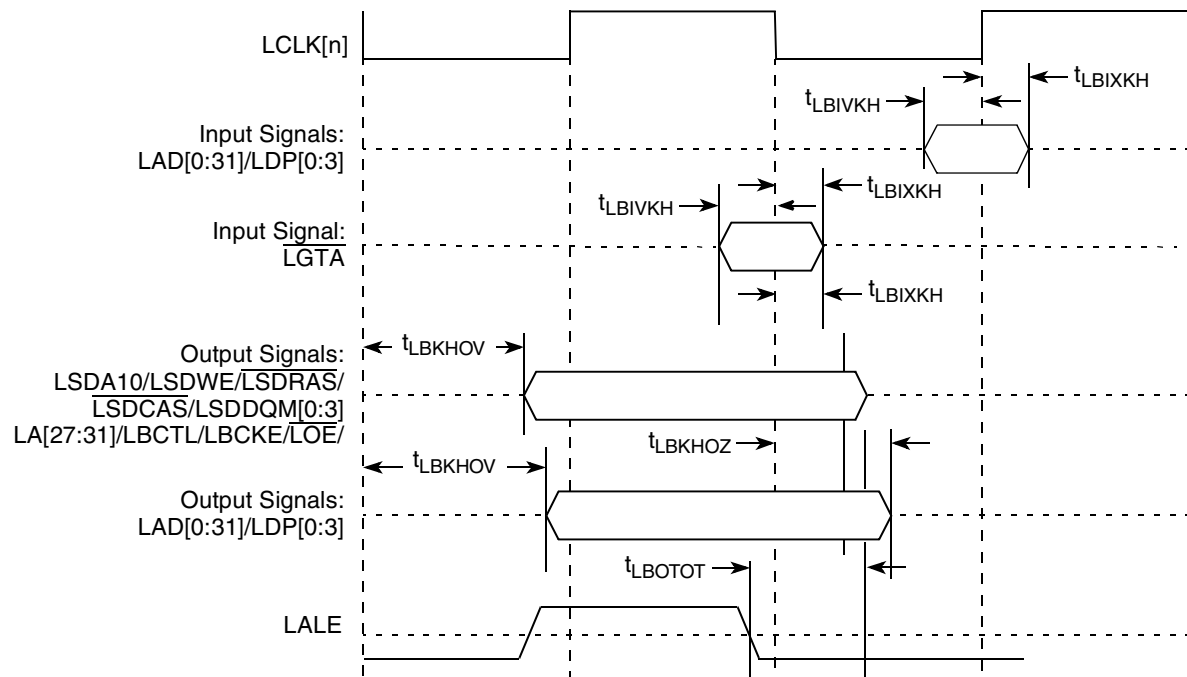 LCLK[n]
tLBIXKH
tLBIVKH
Input Signals:
LAD[0:31]/LDP[0:3]
tLBIXKH
tLBIVKH
Input Signal:
LGTA
tLBIXKH
tLBKHOV
Output Signals:
LSDA10/LSDWE/LSDRAS/
LSDCAS/LSDDQM[0:3]
LA[27:31]/LBCTL/LBCKE/LOE/
tLBKHOZ
tLBKHOV
Output Signals:
LAD[0:31]/LDP[0:3]
tLBOTOT
LALE